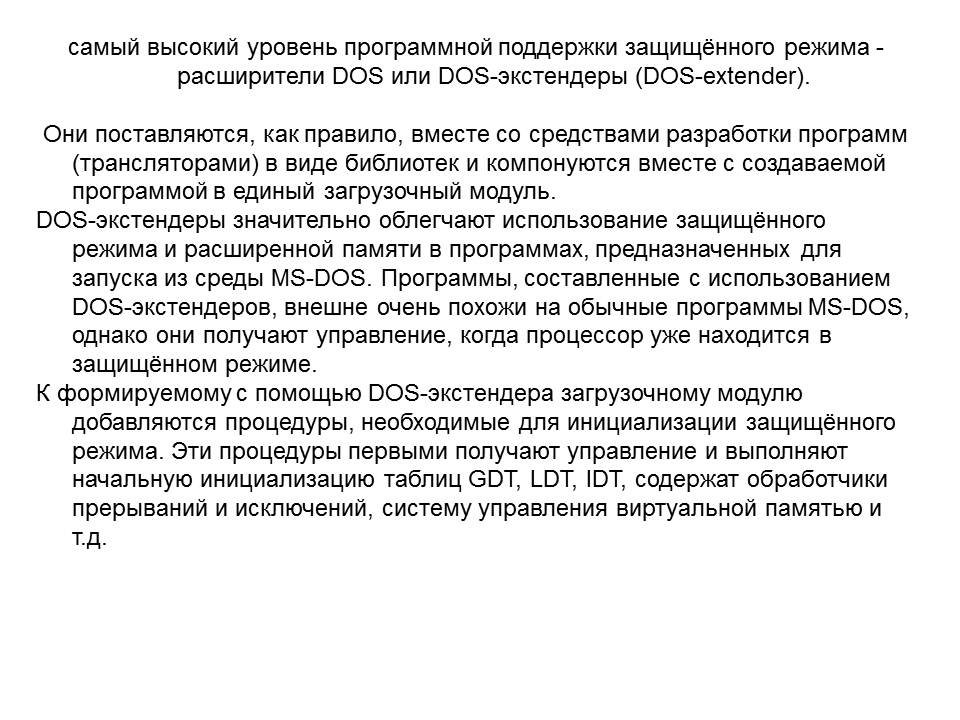 самый высокий уровень программной поддержки защищённого режима -
расширители DOS или DOS-экстендеры (DOS-extender).
Они поставляются, как правило, вместе со средствами разработки программ
(трансляторами) в виде библиотек и компонуются вместе с создаваемой
программой в единый загрузочный модуль.
DOS-экстендеры значительно облегчают использование защищённого
режима и расширенной памяти в программах, предназначенных для
запуска из среды MS-DOS. Программы, составленные с использованием
DOS-экстендеров, внешне очень похожи на обычные программы MS-DOS,
однако они получают управление, когда процессор уже находится в
защищённом режиме.
К формируемому с помощью DOS-экстендера загрузочному модулю
добавляются процедуры, необходимые для инициализации защищённого
режима. Эти процедуры первыми получают управление и выполняют
начальную инициализацию таблиц GDT, LDT, IDT, содержат обработчики
прерываний и исключений, систему управления виртуальной памятью и
т.д.